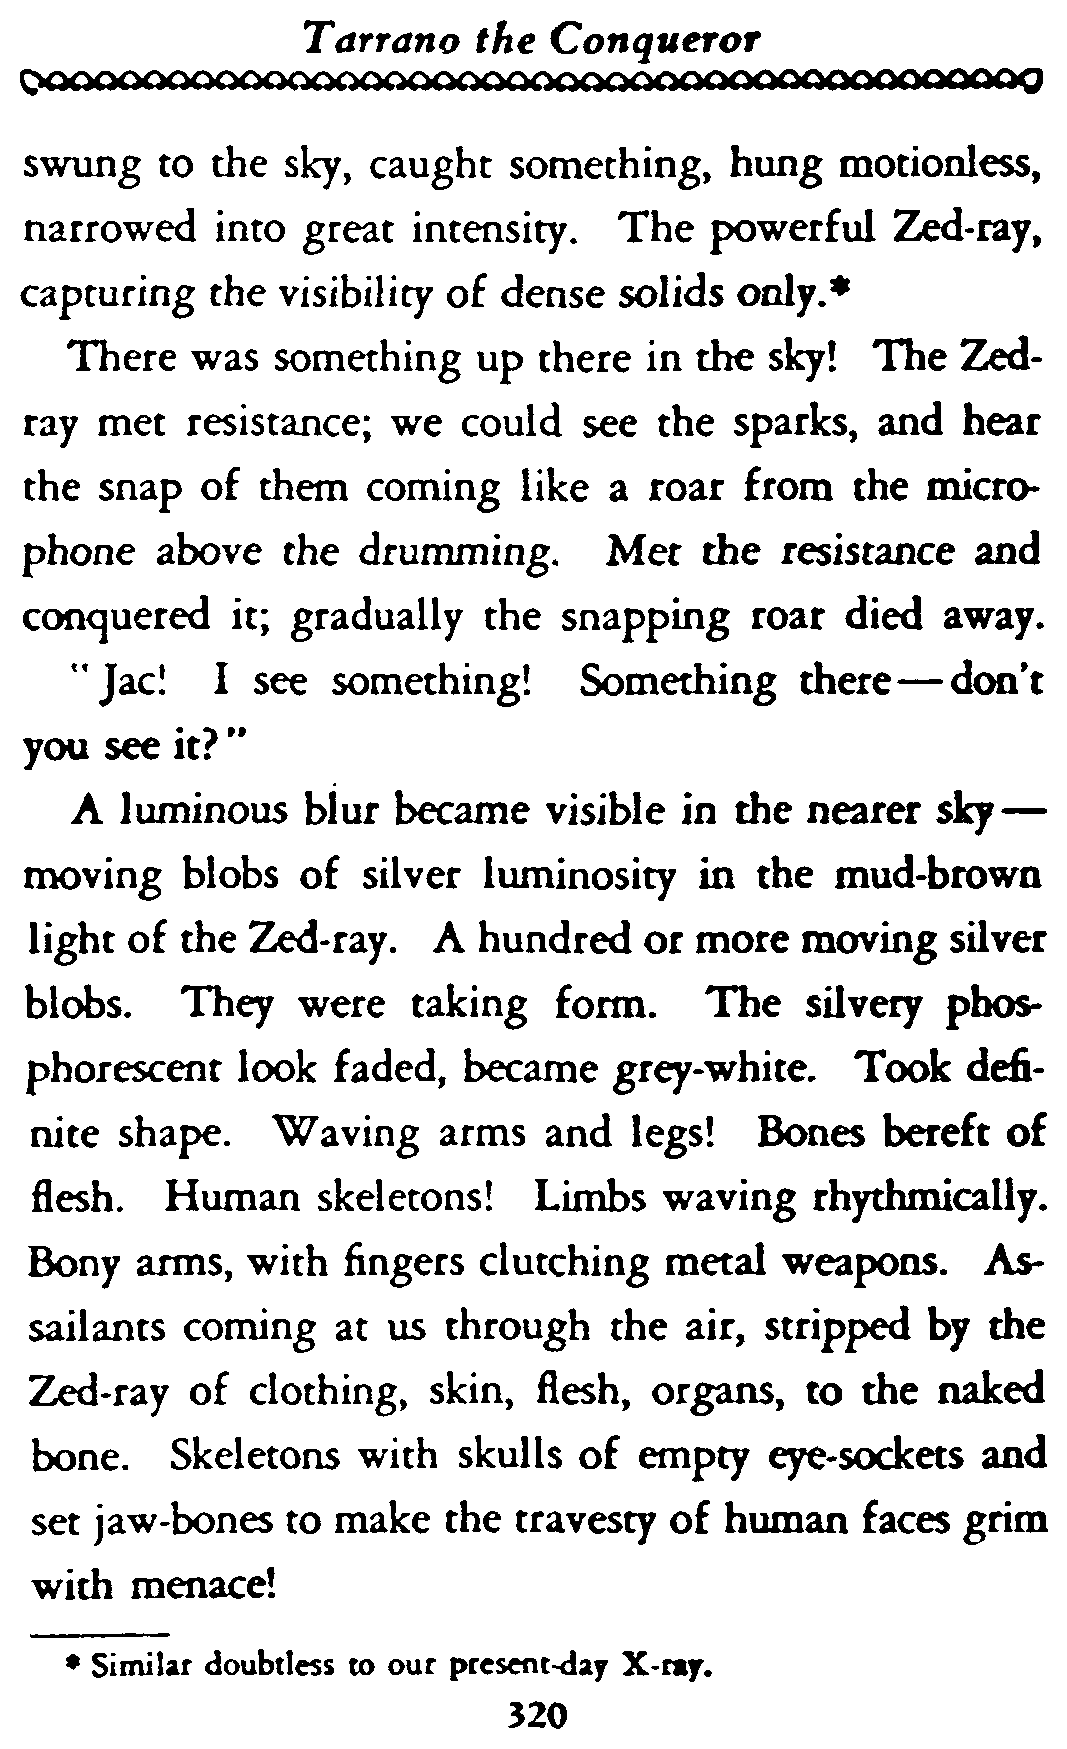 Tarrano the Conqueror
swung to the sky, caught something, hung motionless,
narrowed into great intensity. The powerful Zed-ray,
capturing the visibility of dense solids only.*
There was something up there in the sky! The Zed-
ray met resistance; we could see the sparks, and hear
the snap of them coming like a roar from the micro-
phone above the drumming. Met the resistance and
conquered it; gradually the snapping roar died away.
"Jac! I see something! Something there—don't
you see it?"
A luminous blur became visible in the nearer sky—
moving blobs of silver luminosity in the mud-brown
light of the Zed-ray. A hundred or more moving silver
blobs. They were taking form. The silvery phos-
phorescent look faded, became grey-white. Took defi-
nite shape. Waving arms and legs! Bones bereft of
flesh. Human skeletons! Limbs waving rhythmically.
Bony arms, with fingers clutching metal weapons. As-
sailants coming at us through the air, stripped by the
Zed-ray of clothing, skin, flesh, organs, to the naked
bone. Skeletons with skulls of empty eye-sockets and
set jaw-bones to make the travesty of human faces grim
with menace!
* Similar doubtless to our present-day X-ray.
320